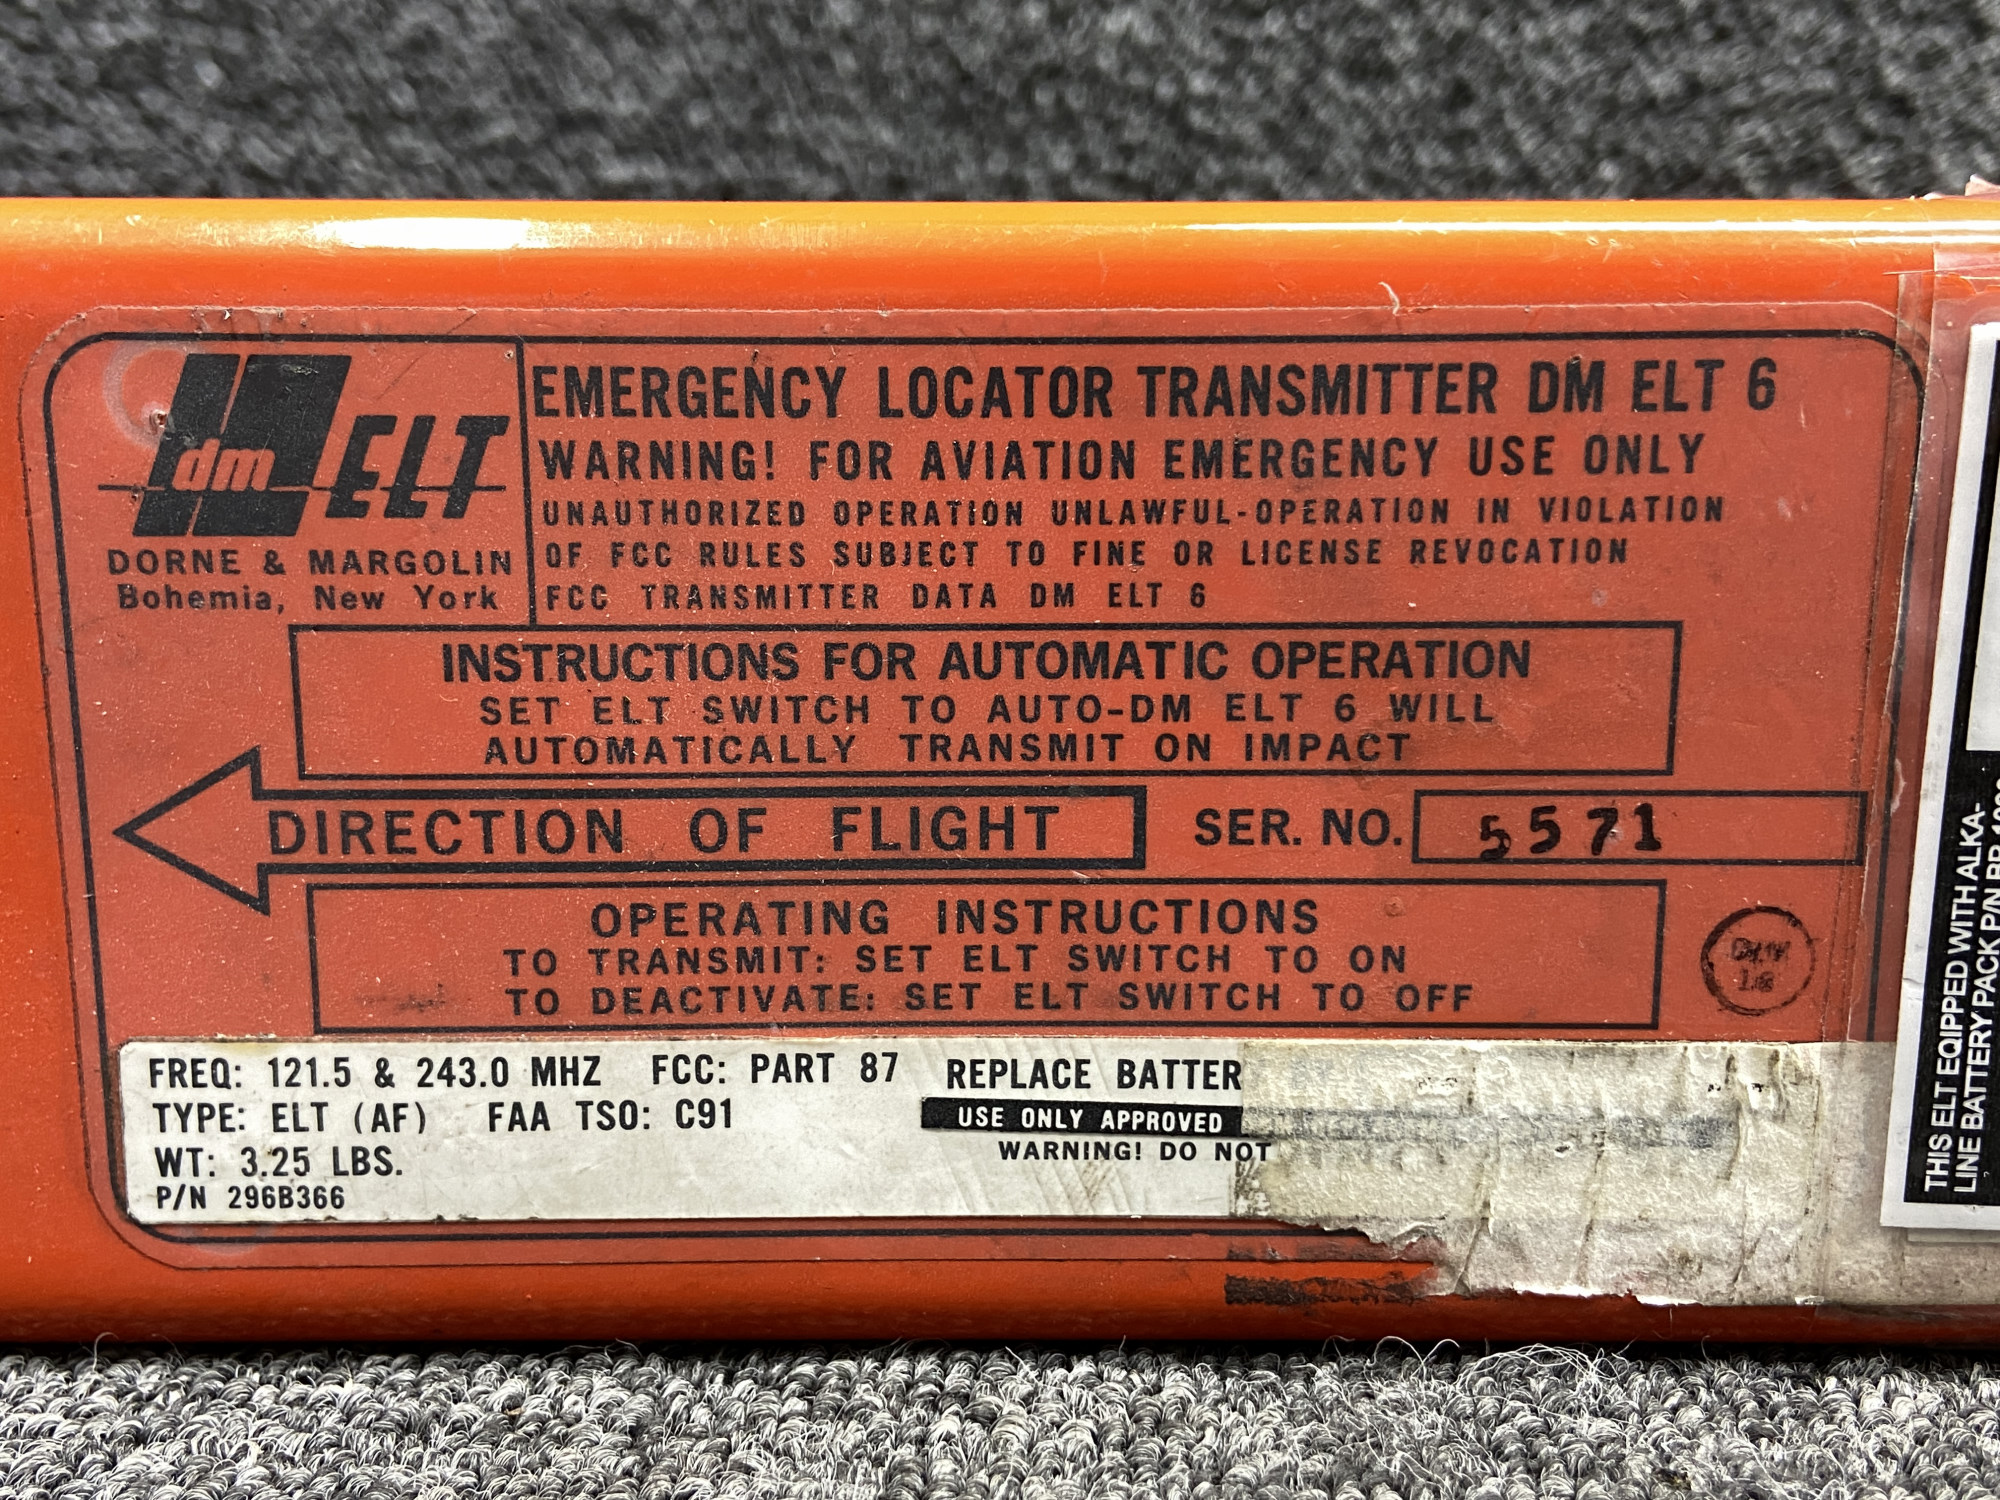 dm ELT
DORNE & MARGOLIN
Bohemia, New York
EMERGENCY LOCATOR TRANSMITTER DM ELT 6
WARNING! FOR AVIATION EMERGENCY USE ONLY
UNAUTHORIZED OPERATION UNLAWFUL-OPERATION IN VIOLATION
OF FCC RULES SUBJECT TO FINE OR LICENSE REVOCATION
FCC TRANSMITTER DATA DM ELT 6
INSTRUCTIONS FOR AUTOMATIC OPERATION
SET ELT SWITCH TO AUTO-DM ELT 6 WILL
AUTOMATICALLY TRANSMIT ON IMPACT
DIRECTION OF FLIGHT
SER. NO. 5571
OPERATING INSTRUCTIONS
TO TRANSMIT: SET ELT SWITCH TO ON
TO DEACTIVATE: SET ELT SWITCH TO OFF
FREQ: 121.5 & 243.0 MHZ FCC: PART 87
TYPE: ELT (AF) FAA TSO: C91
WT: 3.25 LBS.
P/N 296B366
REPLACE BATTER
USE ONLY APPROVED
WARNING! DO NOT
THIS ELT EQIPPED WITH ALKA-
LINE BATTERY PACK P/N BP